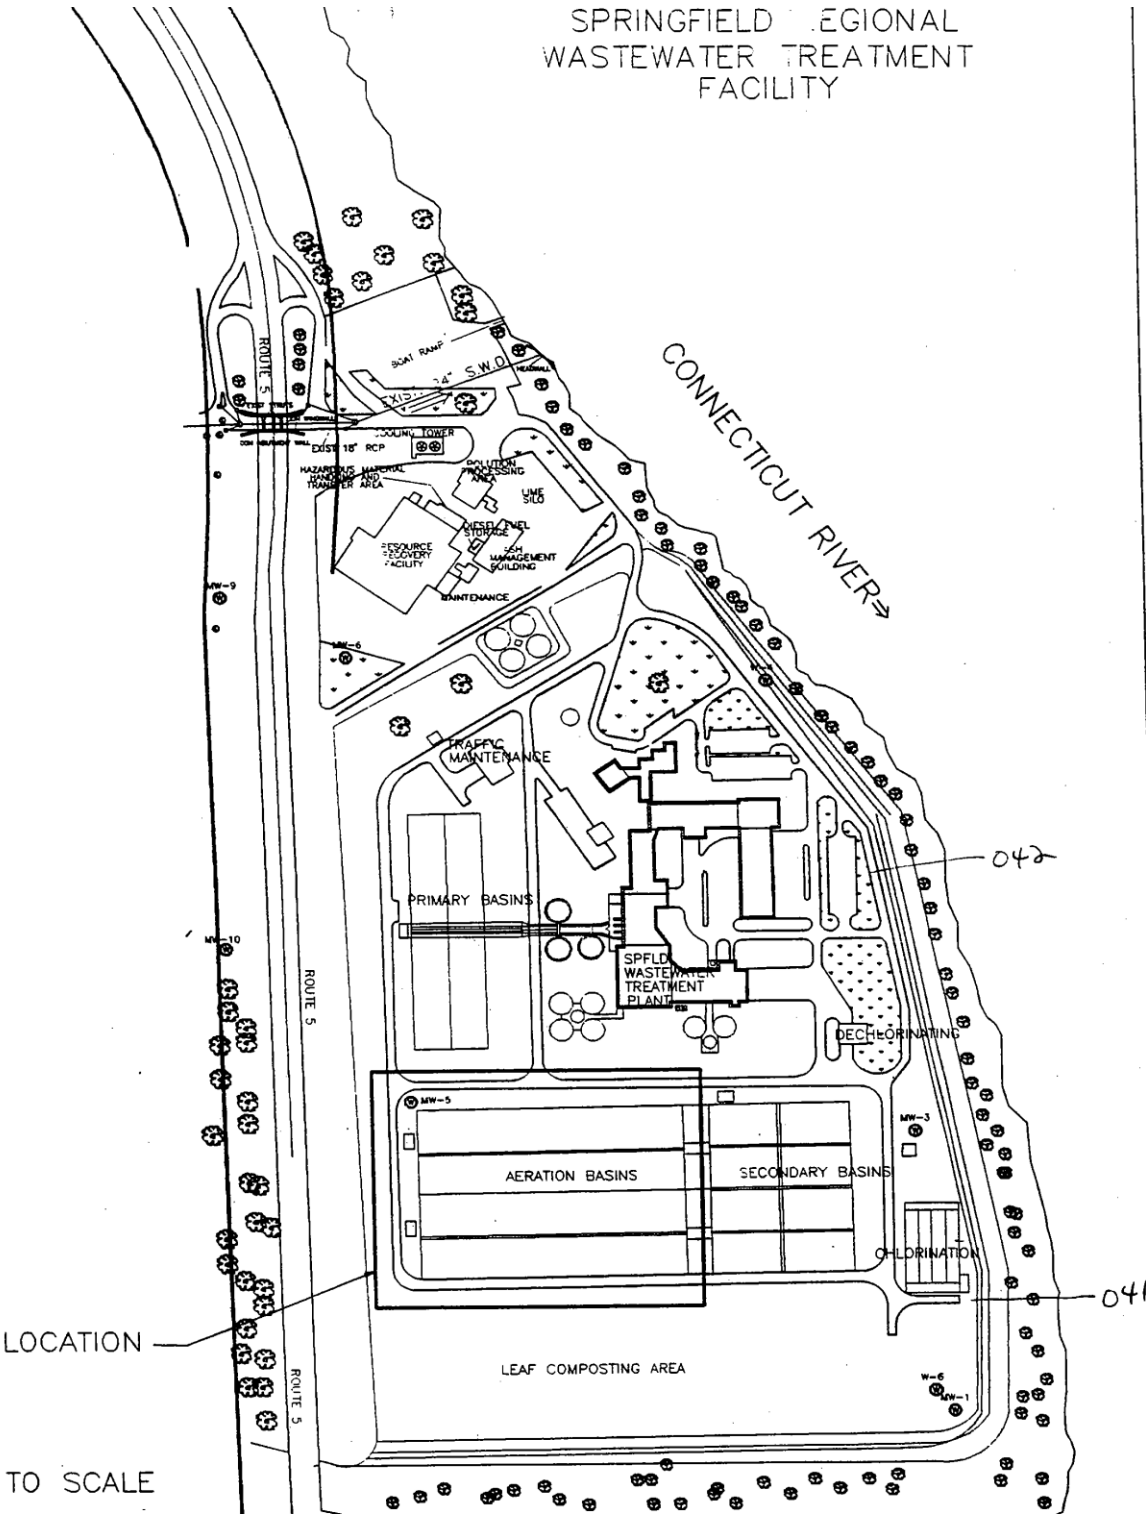 SPRINGFIELD EGIONAL
WASTEWATER TREATMENT
FACILITY
ROUTE 5
BOAT RAMP
S.W.D
HEADWALL
EXIST 18" RCP
COOLING TOWER
HAZARDOUS MATERIAL
HANDLING AND
TRANSFER AREA
POLUTION
PROCESSING
AREA
LIME
SILO
DIESEL FUEL
STORAGE
RESOURCE
RECOVERY
FACILITY
ASH
MANAGEMENT
BUILDING
MAINTENANCE
CONNECTICUT RIVER
MW-9
MW-6
TRAFFIC
MAINTENANCE
042
PRIMARY BASINS
MW-10
SPFLD
WASTEWATER
TREATMENT
PLANT
ROUTE 5
DECHLORINATING
MW-5
MW-3
AERATION BASINS
SECONDARY BASINS
CHLORINATION
041
LOCATION
LEAF COMPOSTING AREA
W-6
MW-1
ROUTE 5
TO SCALE